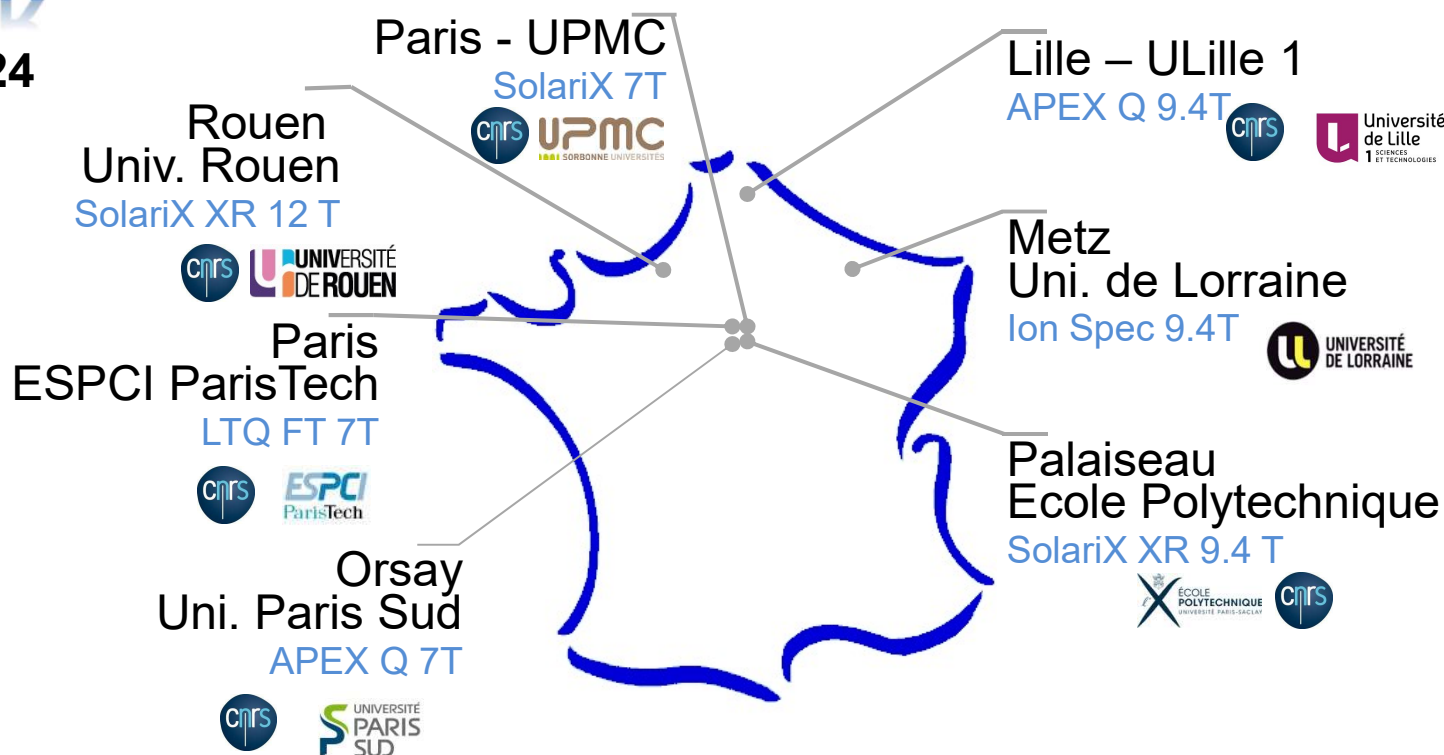 24
Paris - UPMC
SolariX 7T
cnrs
UPMC
SORBONNE UNIVERSITÉS
Lille – ULille 1
APEX Q 9.4T
cnrs
Université
de Lille
1 SCIENCES
ET TECHNOLOGIES
Rouen
Univ. Rouen
SolariX XR 12 T
cnrs
UNIVERSITÉ
DE ROUEN
Metz
Uni. de Lorraine
Ion Spec 9.4T
UNIVERSITÉ
DE LORRAINE
Paris
ESPCI ParisTech
LTQ FT 7T
cnrs
ESPCI
ParisTech
Palaiseau
Ecole Polytechnique
SolariX XR 9.4 T
ÉCOLE
POLYTECHNIQUE
UNIVERSITÉ PARIS-SACLAY
cnrs
Orsay
Uni. Paris Sud
APEX Q 7T
cnrs
UNIVERSITÉ
PARIS
SUD